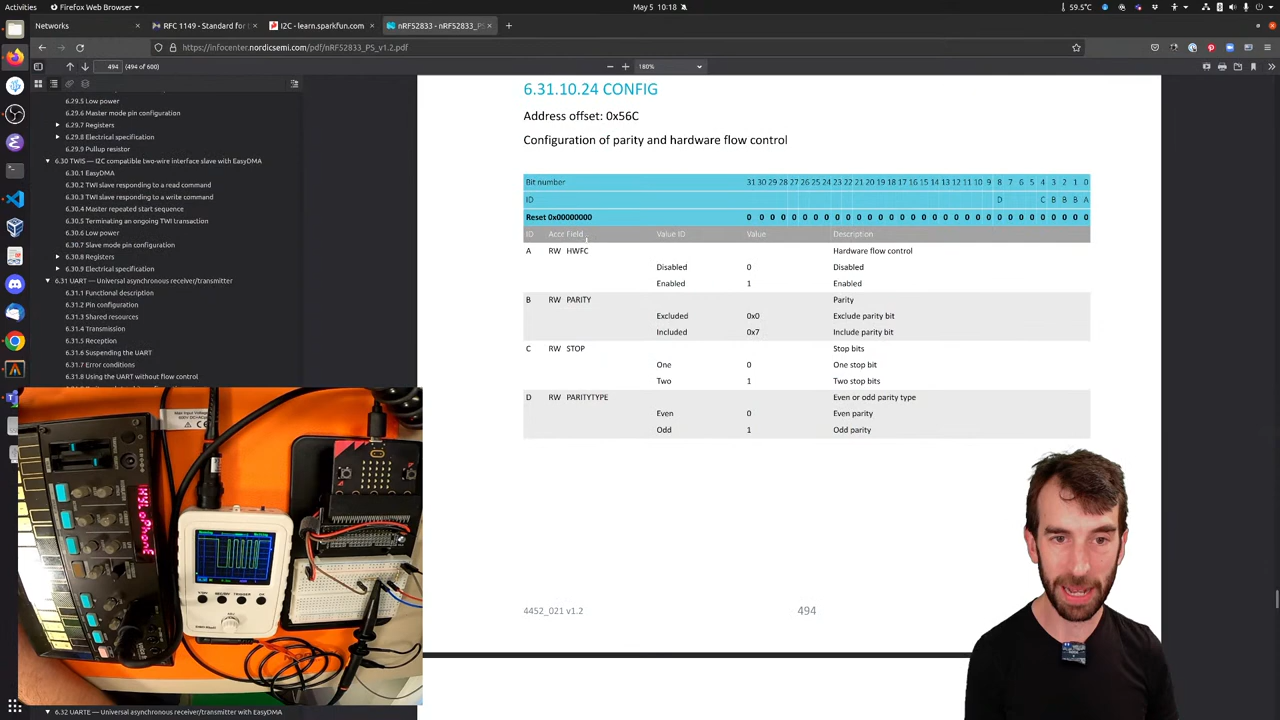 Activities
Firefox Web Browser
May 5 10:18
59.5°C
Networks
RFC 1149 - Standard for
I2C - learn.sparkfun.com
nRF52833 - nRF52833_PS
https://infocenter.nordicsemi.com/pdf/nRF52833_PS_v1.2.pdf
494 (494 of 600)
180%
6.29.5 Low power
6.29.6 Master mode pin configuration
6.29.7 Registers
6.29.8 Electrical specification
6.29.9 Pullup resistor
6.30 TWIS — I2C compatible two-wire interface slave with EasyDMA
6.30.1 EasyDMA
6.30.2 TWI slave responding to a read command
6.30.3 TWI slave responding to a write command
6.30.4 Master repeated start sequence
6.30.5 Terminating an ongoing TWI transaction
6.30.6 Low power
6.30.7 Slave mode pin configuration
6.30.8 Registers
6.30.9 Electrical specification
6.31 UART — Universal asynchronous receiver/transmitter
6.31.1 Functional description
6.31.2 Pin configuration
6.31.3 Shared resources
6.31.4 Transmission
6.31.5 Reception
6.31.6 Suspending the UART
6.31.7 Error conditions
6.31.8 Using the UART without flow control
6.32 UARTE — Universal asynchronous receiver/transmitter with EasyDMA
6.31.10.24 CONFIG
Address offset: 0x56C
Configuration of parity and hardware flow control
Bit number 31 30 29 28 27 26 25 24 23 22 21 20 19 18 17 16 15 14 13 12 11 10 9 8 7 6 5 4 3 2 1 0
ID D C B B B A
Reset 0x00000000 0 0 0 0 0 0 0 0 0 0 0 0 0 0 0 0 0 0 0 0 0 0 0 0 0 0 0 0 0 0 0 0
ID Acce Field Value ID Value Description
A RW HWFC Hardware flow control
Disabled 0 Disabled
Enabled 1 Enabled
B RW PARITY Parity
Excluded 0x0 Exclude parity bit
Included 0x7 Include parity bit
C RW STOP Stop bits
One 0 One stop bit
Two 1 Two stop bits
D RW PARITYTYPE Even or odd parity type
Even 0 Even parity
Odd 1 Odd parity
4452_021 v1.2 494